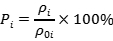 P_i = ρ_i / ρ_0i × 100%